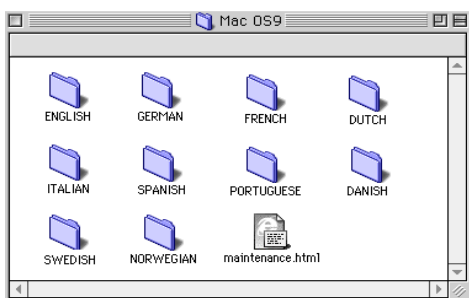 Mac OS9
ENGLISH GERMAN FRENCH DUTCH
ITALIAN SPANISH PORTUGUESE DANISH
SWEDISH NORWEGIAN maintenance.html